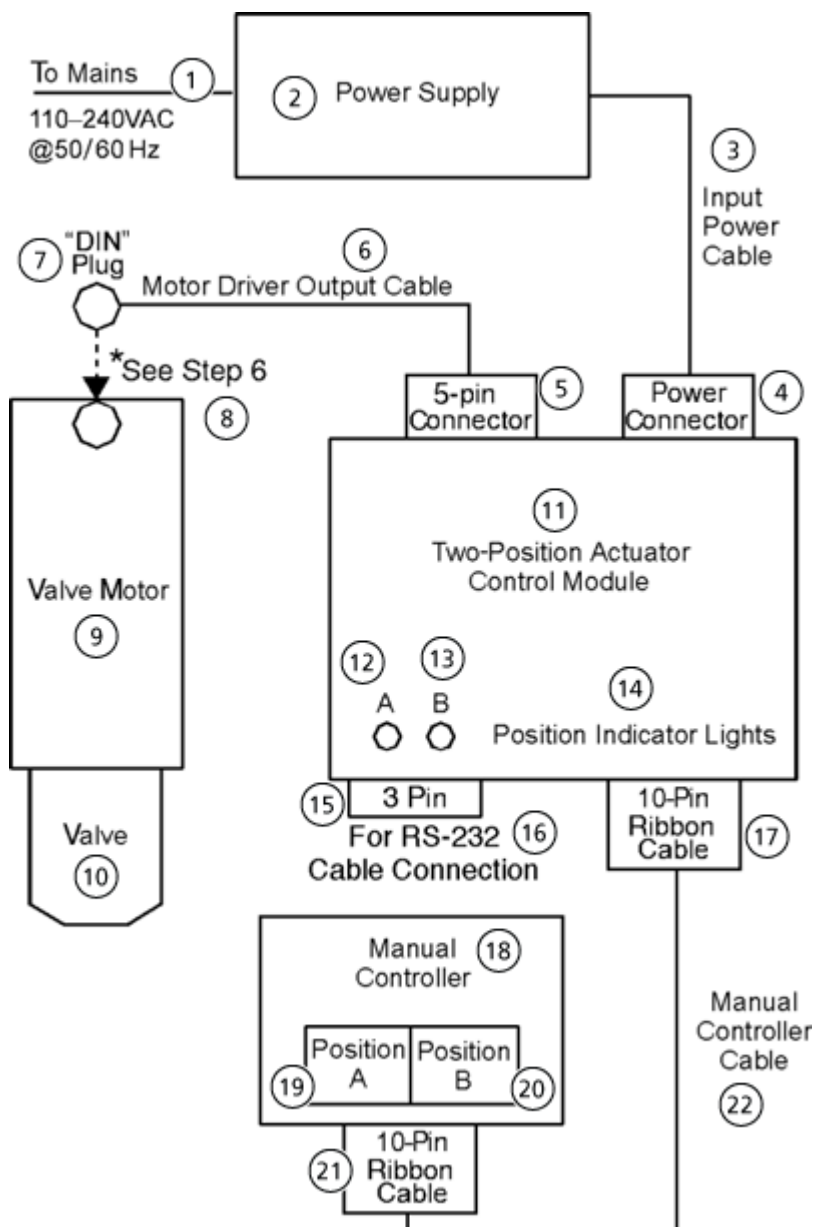 To Mains
1
110–240VAC
@50/60 Hz
2
Power Supply
3
Input
Power
Cable
7
"DIN"
Plug
6
Motor Driver Output Cable
*See Step 6
8
5-pin
Connector
5
Power
Connector
4
11
Two-Position Actuator
Control Module
Valve Motor
9
12
13
A
B
14
Position Indicator Lights
Valve
10
15
3 Pin
For RS-232
Cable Connection
16
10-Pin
Ribbon
Cable
17
Manual
Controller
18
Position
A
Position
B
19
20
21
10-Pin
Ribbon
Cable
Manual
Controller
Cable
22